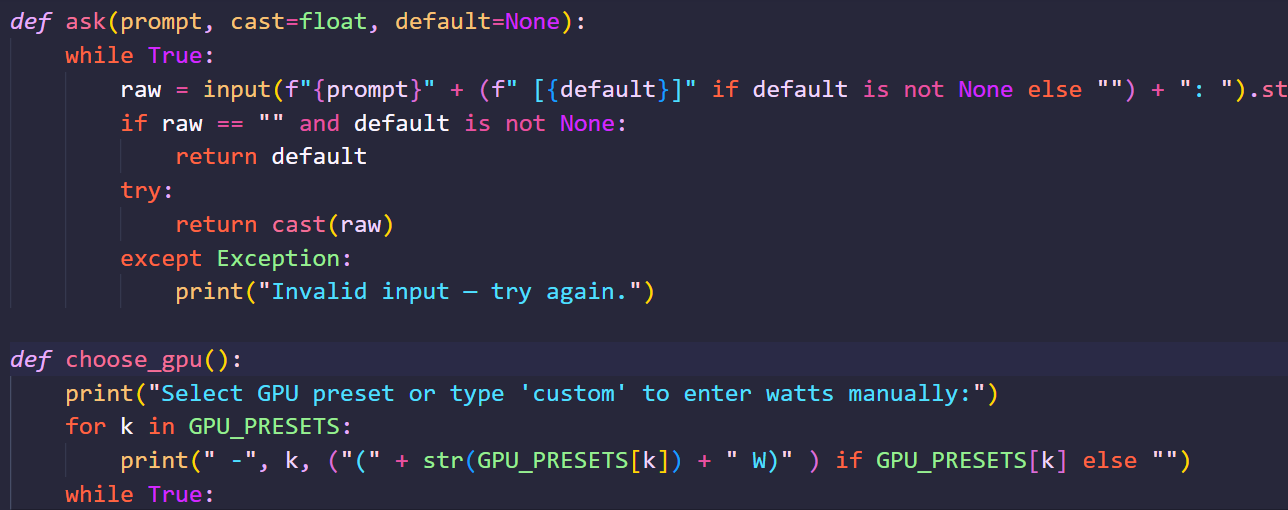 def ask(prompt, cast=float, default=None):
    while True:
        raw = input(f"{prompt}" + (f" [{default}]" if default is not None else "") + ": ").st
        if raw == "" and default is not None:
            return default
        try:
            return cast(raw)
        except Exception:
            print("Invalid input — try again.")

def choose_gpu():
    print("Select GPU preset or type 'custom' to enter watts manually:")
    for k in GPU_PRESETS:
        print(" -", k, ("(" + str(GPU_PRESETS[k]) + " W)" ) if GPU_PRESETS[k] else "")
    while True: